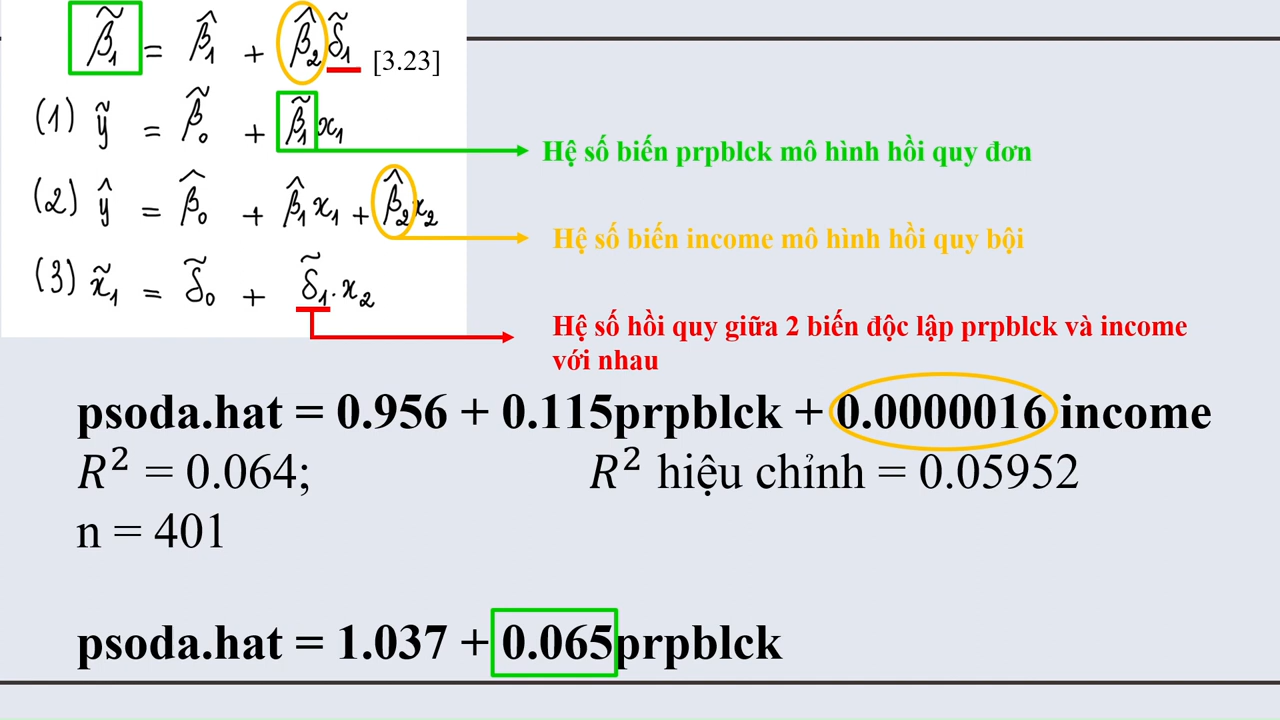 β̃₁ = β̂₁ + β̂₂δ̃₁ [3.23]
(1) ỹ = β̃₀ + β̃₁x₁
Hệ số biến prpblck mô hình hồi quy đơn
(2) ŷ = β̂₀ + β̂₁x₁ + β̂₂x₂
Hệ số biến income mô hình hồi quy bội
(3) x̃₁ = δ̃₀ + δ̃₁.x₂
Hệ số hồi quy giữa 2 biến độc lập prpblck và income
với nhau
psoda.hat = 0.956 + 0.115prpblck + 0.0000016 income
R² = 0.064; R² hiệu chỉnh = 0.05952
n = 401
psoda.hat = 1.037 + 0.065prpblck